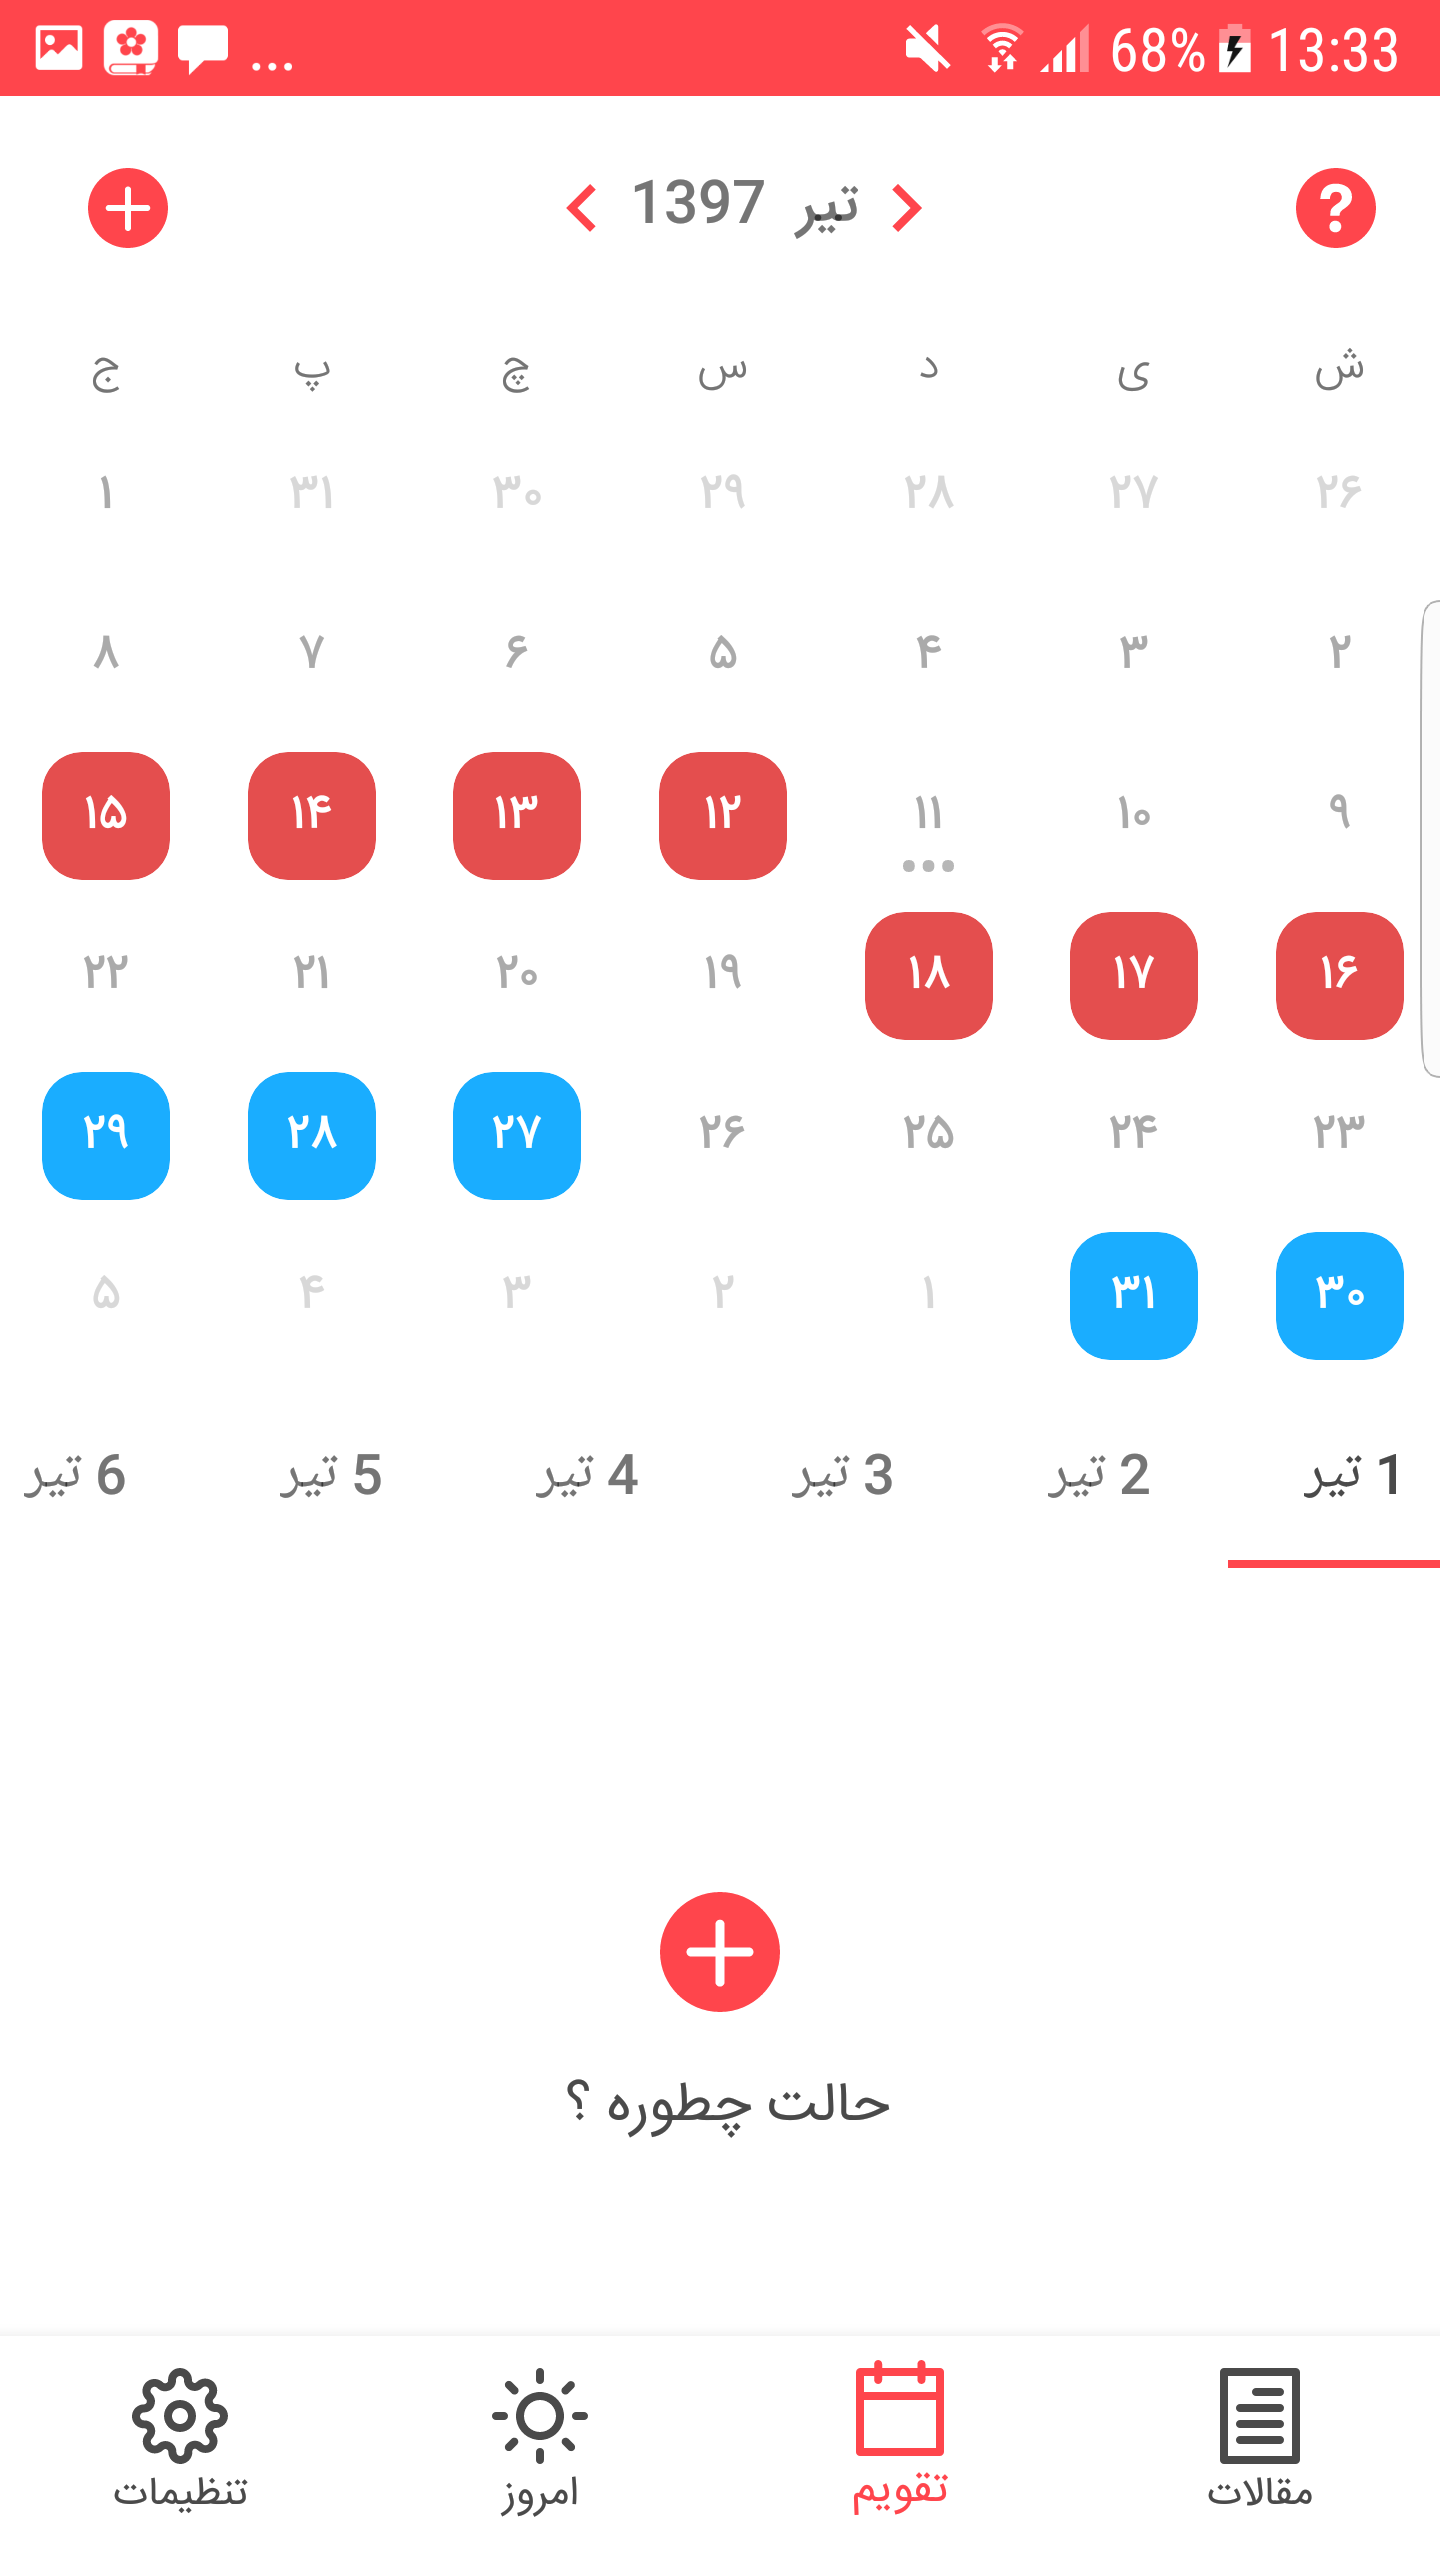 ... 68% 13:33
تیر 1397
ش ی د س چ پ ج
۲۶ ۲۷ ۲۸ ۲۹ ۳۰ ۳۱ ۱
۲ ۳ ۴ ۵ ۶ ۷ ۸
۹ ۱۰ ۱۱ ۱۲ ۱۳ ۱۴ ۱۵
۱۶ ۱۷ ۱۸ ۱۹ ۲۰ ۲۱ ۲۲
۲۳ ۲۴ ۲۵ ۲۶ ۲۷ ۲۸ ۲۹
۳۰ ۳۱ ۱ ۲ ۳ ۴ ۵
1 تیر 2 تیر 3 تیر 4 تیر 5 تیر 6 تیر
حالت چطوره ؟
مقالات تقویم امروز تنظیمات